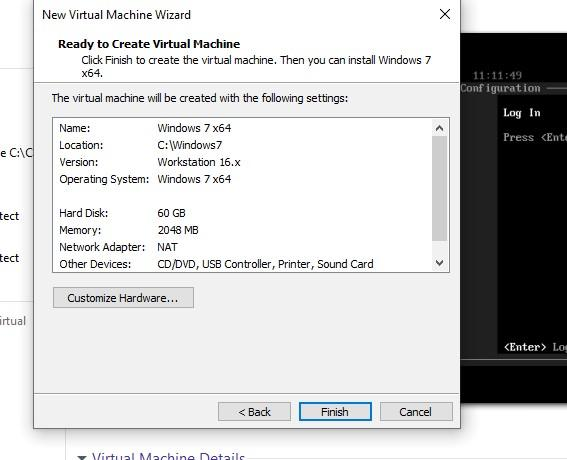 New Virtual Machine Wizard
Ready to Create Virtual Machine
Click Finish to create the virtual machine. Then you can install Windows 7
x64.
The virtual machine will be created with the following settings:
Name: Windows 7 x64
Location: C:\Windows7
Version: Workstation 16.x
Operating System: Windows 7 x64
Hard Disk: 60 GB
Memory: 2048 MB
Network Adapter: NAT
Other Devices: CD/DVD, USB Controller, Printer, Sound Card
Customize Hardware...
< Back Finish Cancel
11:11:49
Configuration
Log In
Press <Ent
<Enter> Lo
e C:\C
tect
tect
irtual
Virtual Machine Details